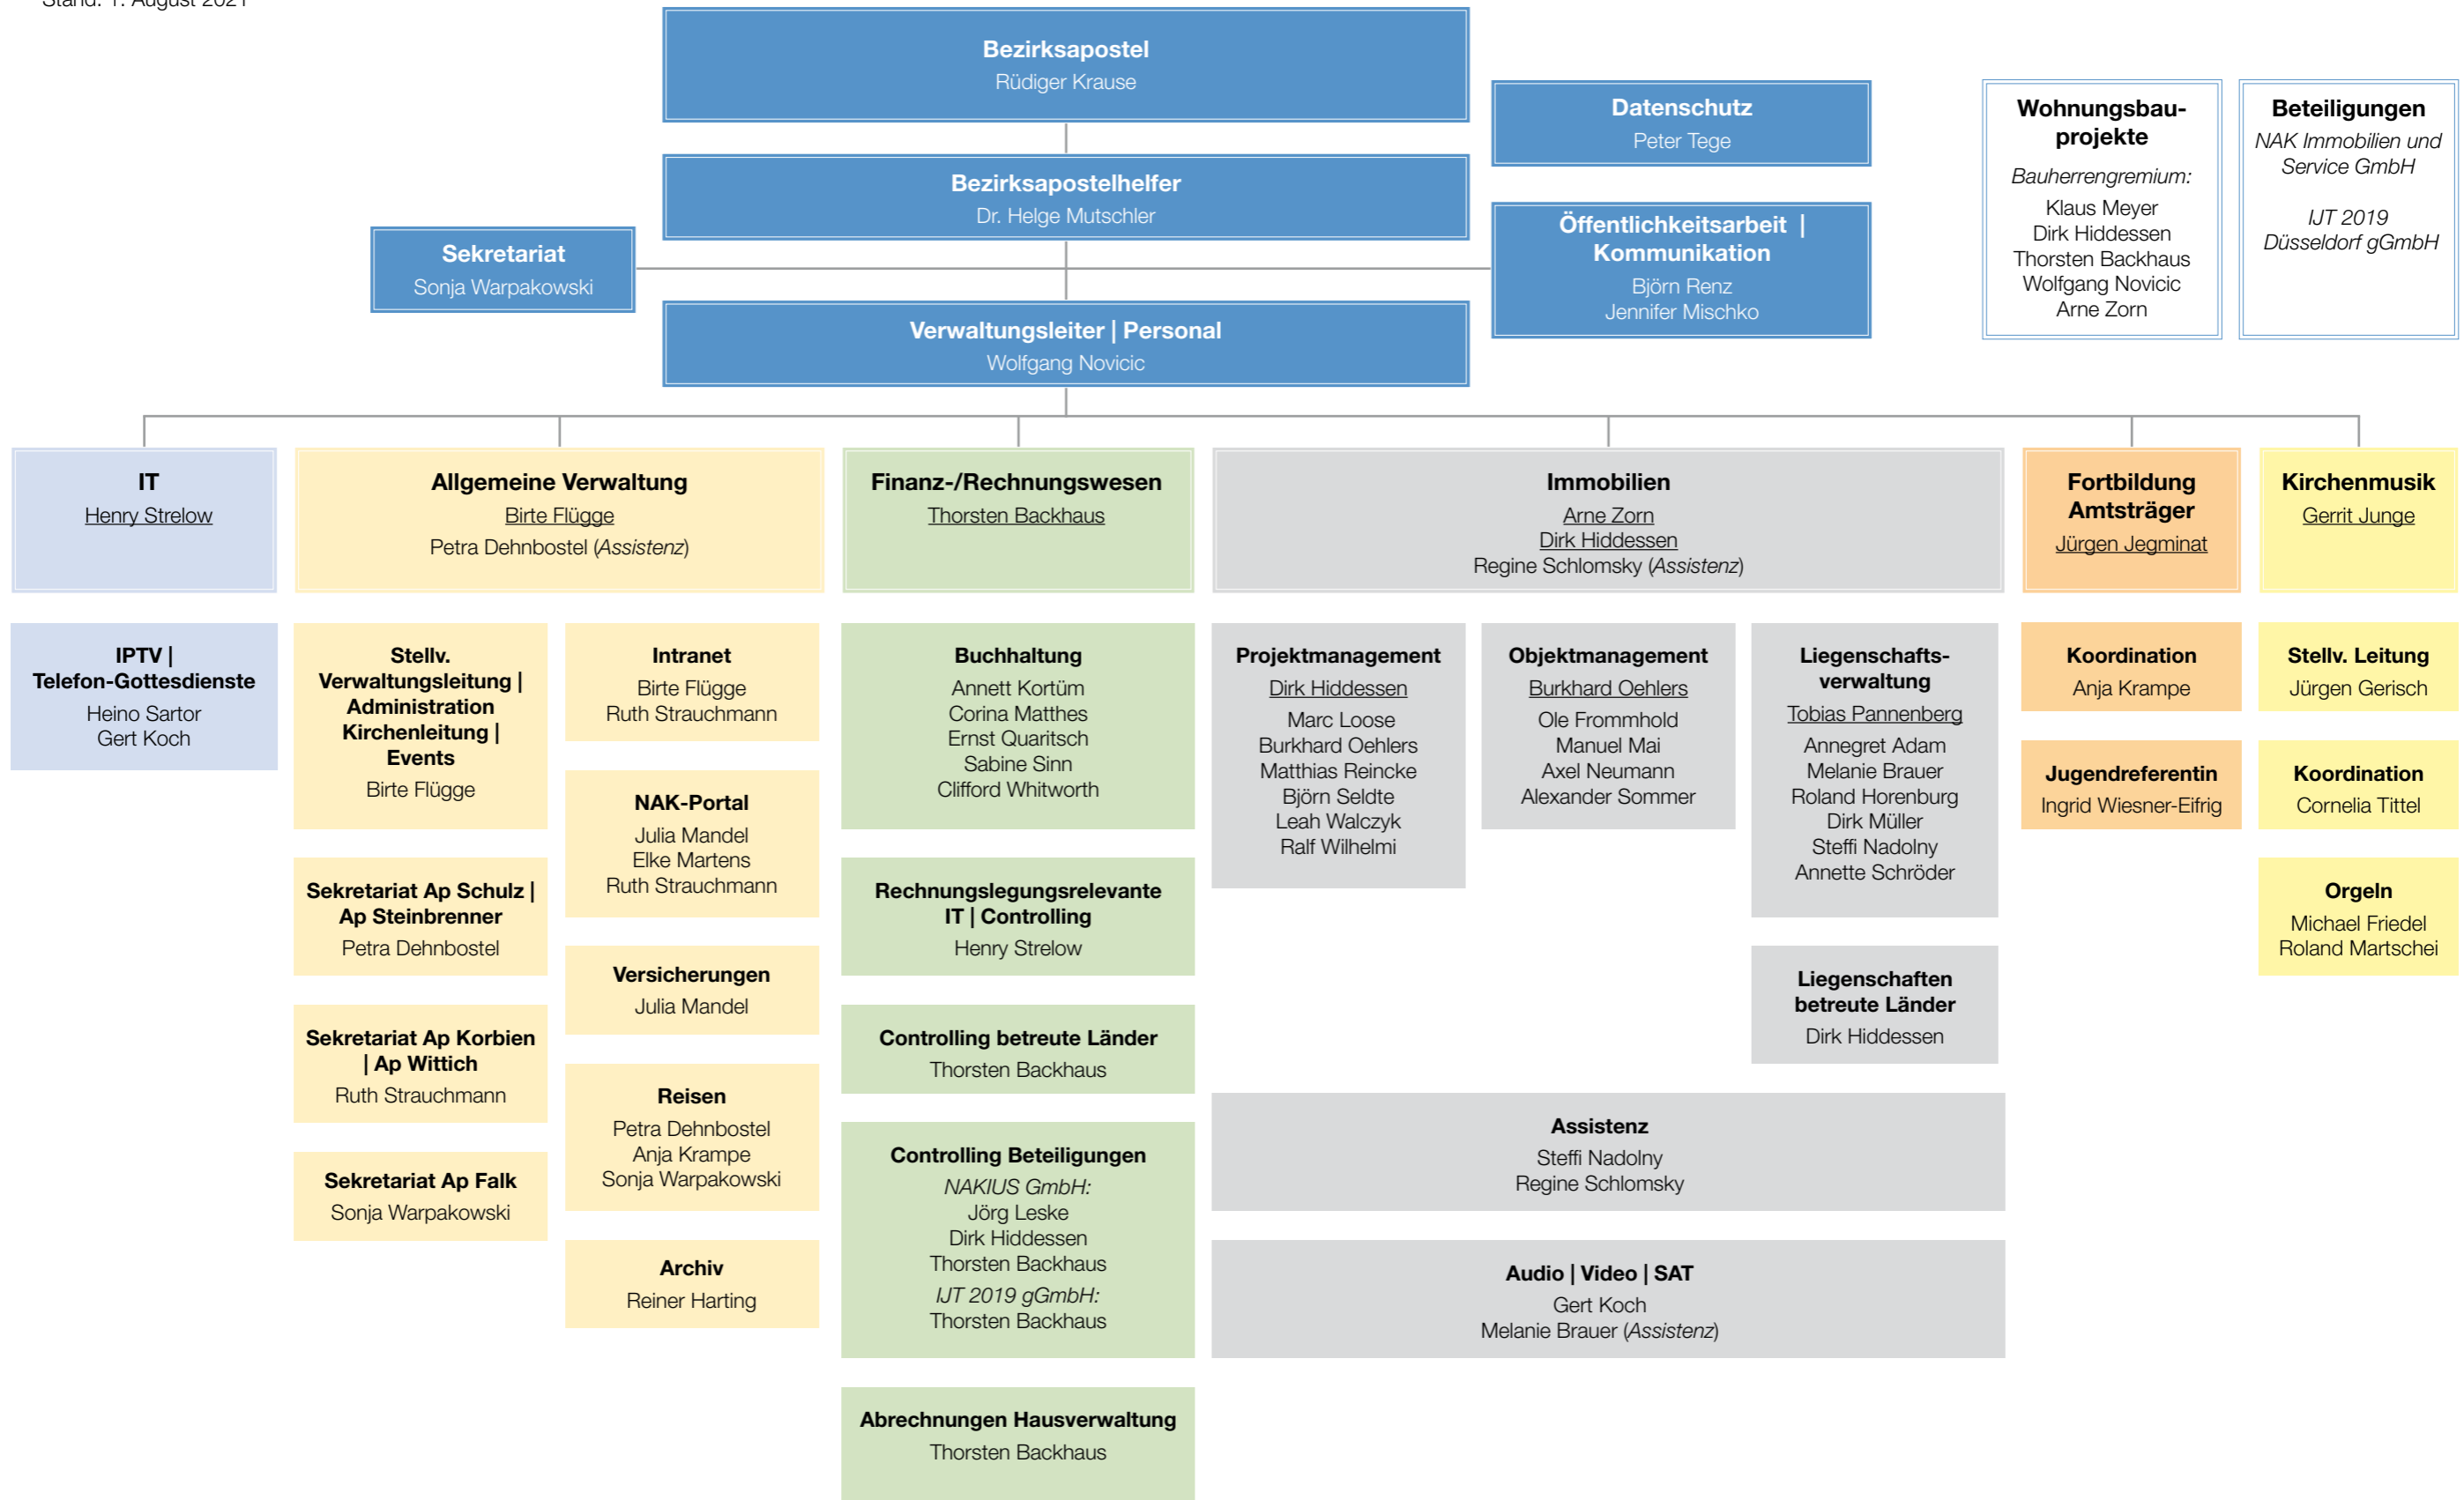 Stand: 1. August 2021
Bezirksapostel
Rüdiger Krause
Datenschutz
Peter Tege
Bezirksapostelhelfer
Dr. Helge Mutschler
Sekretariat
Sonja Warpakowski
Öffentlichkeitsarbeit |
Kommunikation
Björn Renz
Jennifer Mischko
Verwaltungsleiter | Personal
Wolfgang Novicic
Wohnungsbau-
projekte
Bauherrengremium:
Klaus Meyer
Dirk Hiddessen
Thorsten Backhaus
Wolfgang Novicic
Arne Zorn
Beteiligungen
NAK Immobilien und
Service GmbH
IJT 2019
Düsseldorf gGmbH
IT
Henry Strelow
Allgemeine Verwaltung
Birte Flügge
Petra Dehnbostel (Assistenz)
Finanz-/Rechnungswesen
Thorsten Backhaus
Immobilien
Arne Zorn
Dirk Hiddessen
Regine Schlomsky (Assistenz)
Fortbildung
Amtsträger
Jürgen Jegminat
Kirchenmusik
Gerrit Junge
IPTV |
Telefon-Gottesdienste
Heino Sartor
Gert Koch
Stellv.
Verwaltungsleitung |
Administration
Kirchenleitung |
Events
Birte Flügge
Sekretariat Ap Schulz |
Ap Steinbrenner
Petra Dehnbostel
Sekretariat Ap Korbien
| Ap Wittich
Ruth Strauchmann
Sekretariat Ap Falk
Sonja Warpakowski
Intranet
Birte Flügge
Ruth Strauchmann
NAK-Portal
Julia Mandel
Elke Martens
Ruth Strauchmann
Versicherungen
Julia Mandel
Reisen
Petra Dehnbostel
Anja Krampe
Sonja Warpakowski
Archiv
Reiner Harting
Buchhaltung
Annett Kortüm
Corina Matthes
Ernst Quaritsch
Sabine Sinn
Clifford Whitworth
Rechnungslegungsrelevante
IT | Controlling
Henry Strelow
Controlling betreute Länder
Thorsten Backhaus
Controlling Beteiligungen
NAKIUS GmbH:
Jörg Leske
Dirk Hiddessen
Thorsten Backhaus
IJT 2019 gGmbH:
Thorsten Backhaus
Abrechnungen Hausverwaltung
Thorsten Backhaus
Projektmanagement
Dirk Hiddessen
Marc Loose
Burkhard Oehlers
Matthias Reincke
Björn Seldte
Leah Walczyk
Ralf Wilhelmi
Objektmanagement
Burkhard Oehlers
Ole Frommhold
Manuel Mai
Axel Neumann
Alexander Sommer
Liegenschafts-
verwaltung
Tobias Pannenberg
Annegret Adam
Melanie Brauer
Roland Horenburg
Dirk Müller
Steffi Nadolny
Annette Schröder
Liegenschaften
betreute Länder
Dirk Hiddessen
Assistenz
Steffi Nadolny
Regine Schlomsky
Audio | Video | SAT
Gert Koch
Melanie Brauer (Assistenz)
Koordination
Anja Krampe
Jugendreferentin
Ingrid Wiesner-Eifrig
Stellv. Leitung
Jürgen Gerisch
Koordination
Cornelia Tittel
Orgeln
Michael Friedel
Roland Martschei